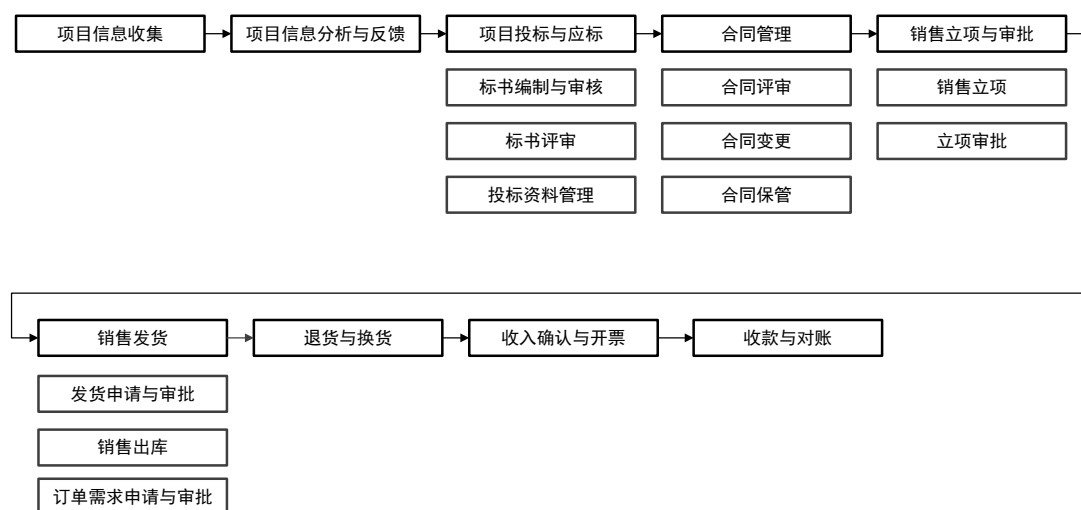 项目信息收集
项目信息分析与反馈
项目投标与应标
合同管理
销售立项与审批
标书编制与审核
合同评审
销售立项
标书评审
合同变更
立项审批
投标资料管理
合同保管
销售发货
退货与换货
收入确认与开票
收款与对账
发货申请与审批
销售出库
订单需求申请与审批